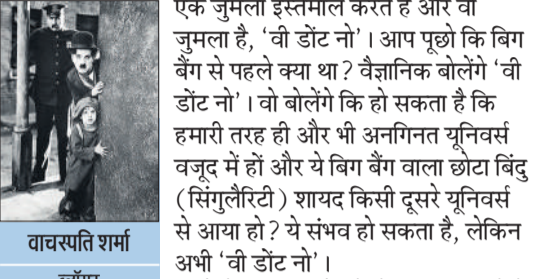 एक जुमला इस्तेमाल करते हैं और वो
जुमला है, ‘वी डोंट नो’। आप पूछो कि बिग
बैंग से पहले क्या था? वैज्ञानिक बोलेंगे ‘वी
डोंट नो’। वो बोलेंगे कि हो सकता है कि
हमारी तरह ही और भी अनगिनत यूनिवर्स
वजूद में हों और ये बिग बैंग वाला छोटा बिंदु
(सिंगुलैरिटी) शायद किसी दूसरे यूनिवर्स
से आया हो? ये संभव हो सकता है, लेकिन
अभी ‘वी डोंट नो’।
वाचस्पति शर्मा